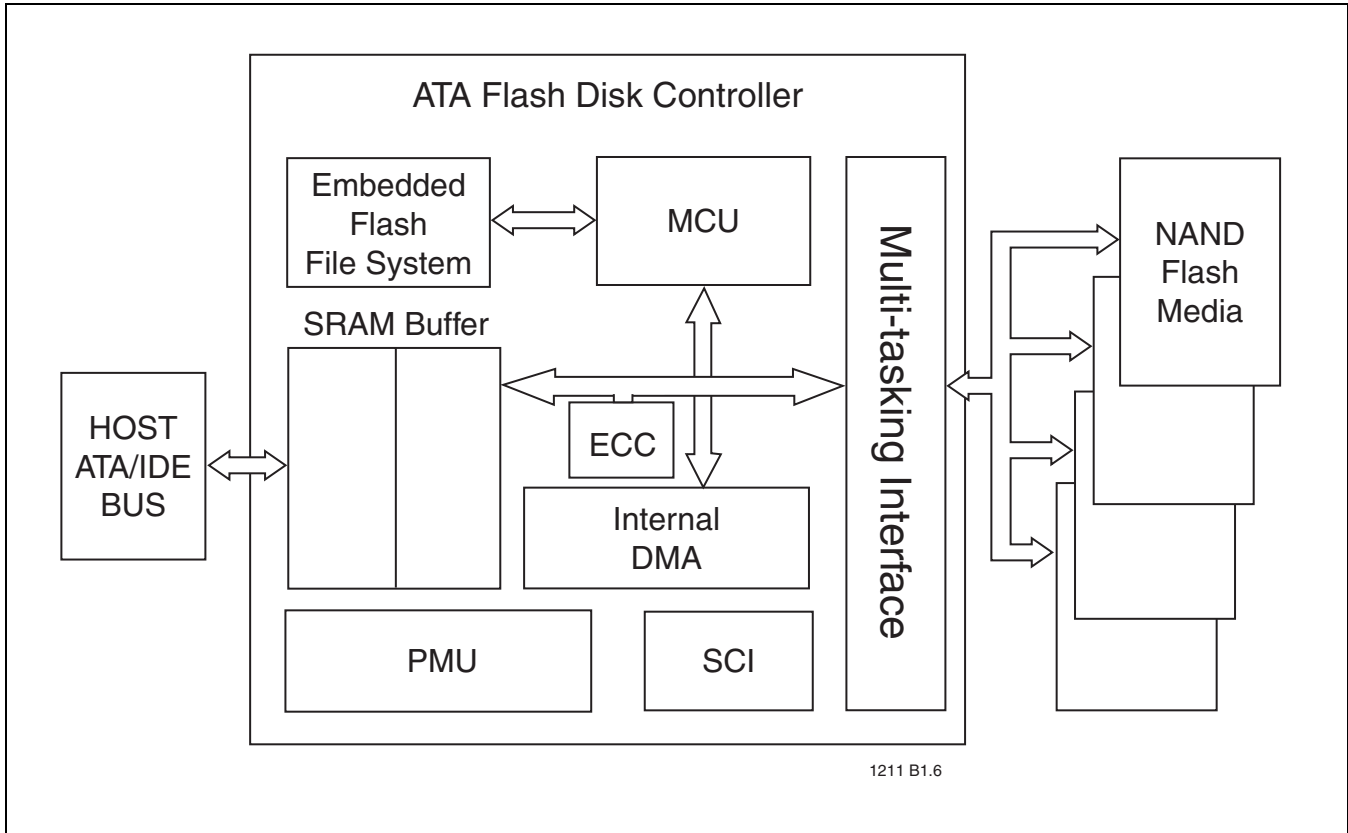 ATA Flash Disk Controller
Embedded
Flash
File System
MCU
Multi-tasking Interface
NAND
Flash
Media
SRAM Buffer
HOST
ATA/IDE
BUS
ECC
Internal
DMA
PMU
SCI
1211 B1.6